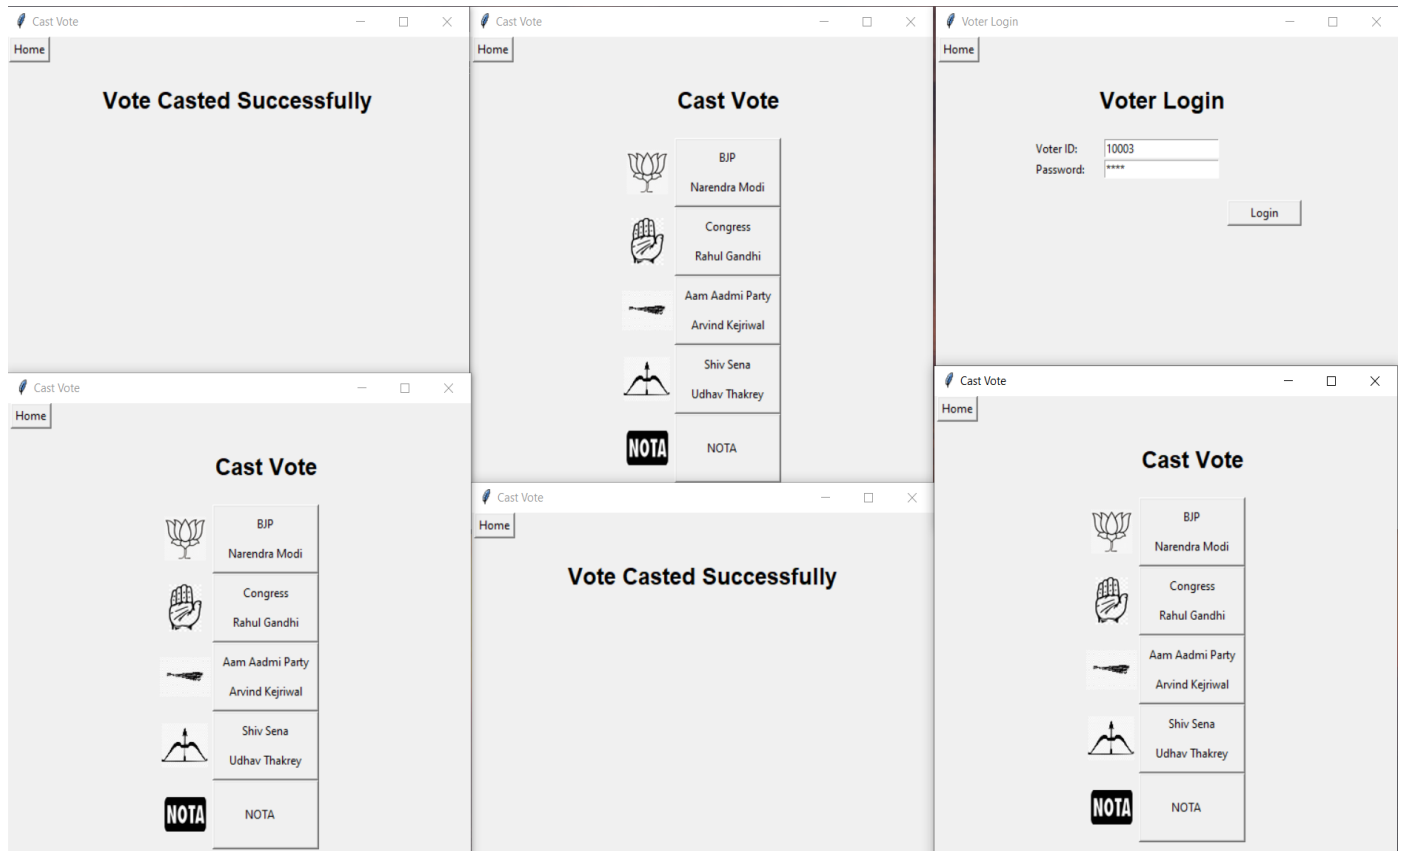 Cast Vote
Home
Vote Casted Successfully
Cast Vote
Home
Cast Vote
BJP
Narendra Modi
Congress
Rahul Gandhi
Aam Aadmi Party
Arvind Kejriwal
Shiv Sena
Udhav Thakrey
NOTA
NOTA
Voter Login
Home
Voter Login
Voter ID:
10003
Password:
****
Login
Cast Vote
Home
Cast Vote
BJP
Narendra Modi
Congress
Rahul Gandhi
Aam Aadmi Party
Arvind Kejriwal
Shiv Sena
Udhav Thakrey
NOTA
NOTA
Cast Vote
Home
Vote Casted Successfully
Cast Vote
Home
Cast Vote
BJP
Narendra Modi
Congress
Rahul Gandhi
Aam Aadmi Party
Arvind Kejriwal
Shiv Sena
Udhav Thakrey
NOTA
NOTA